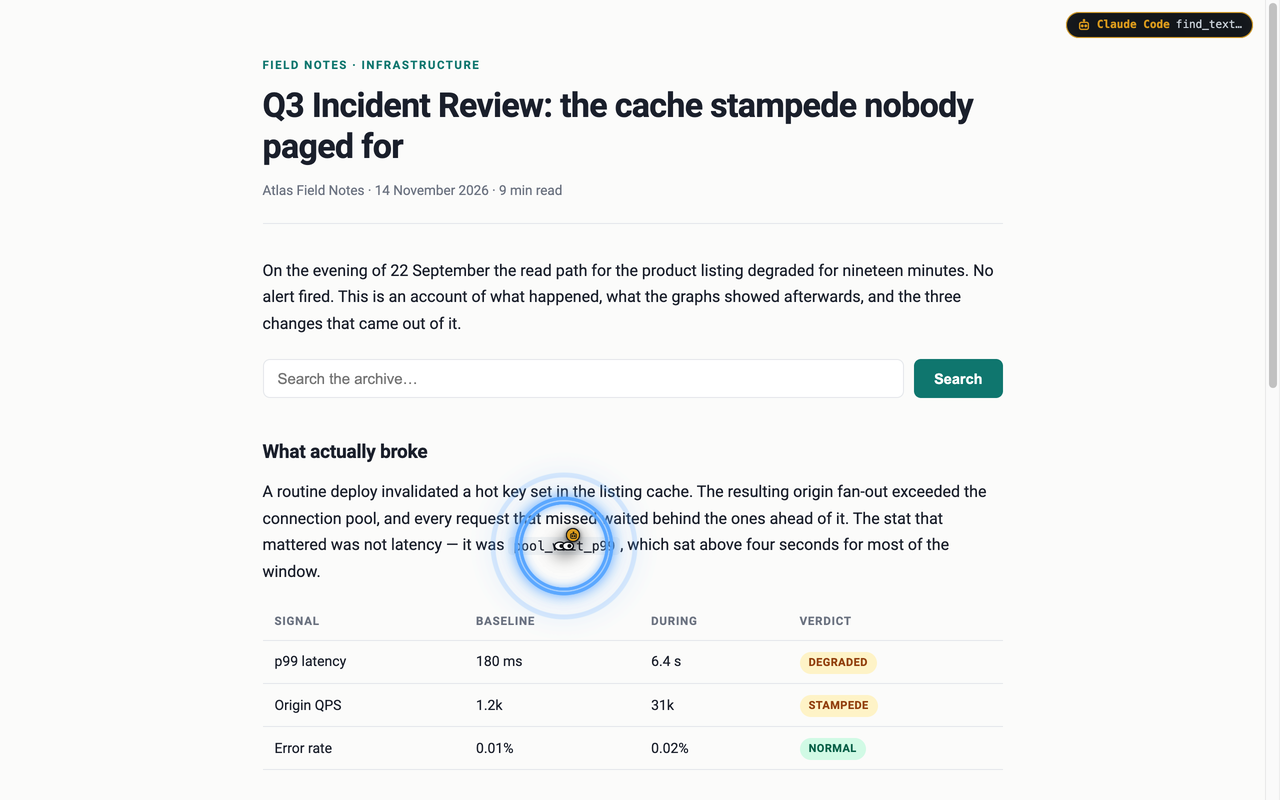 Claude Code find_text…
FIELD NOTES · INFRASTRUCTURE
Q3 Incident Review: the cache stampede nobody
paged for
Atlas Field Notes · 14 November 2026 · 9 min read
On the evening of 22 September the read path for the product listing degraded for nineteen minutes. No
alert fired. This is an account of what happened, what the graphs showed afterwards, and the three
changes that came out of it.
Search the archive…
Search
What actually broke
A routine deploy invalidated a hot key set in the listing cache. The resulting origin fan-out exceeded the
connection pool, and every request that missed waited behind the ones ahead of it. The stat that
mattered was not latency — it was pool_wait_p99, which sat above four seconds for most of the
window.
SIGNAL BASELINE DURING VERDICT
p99 latency 180 ms 6.4 s DEGRADED
Origin QPS 1.2k 31k STAMPEDE
Error rate 0.01% 0.02% NORMAL